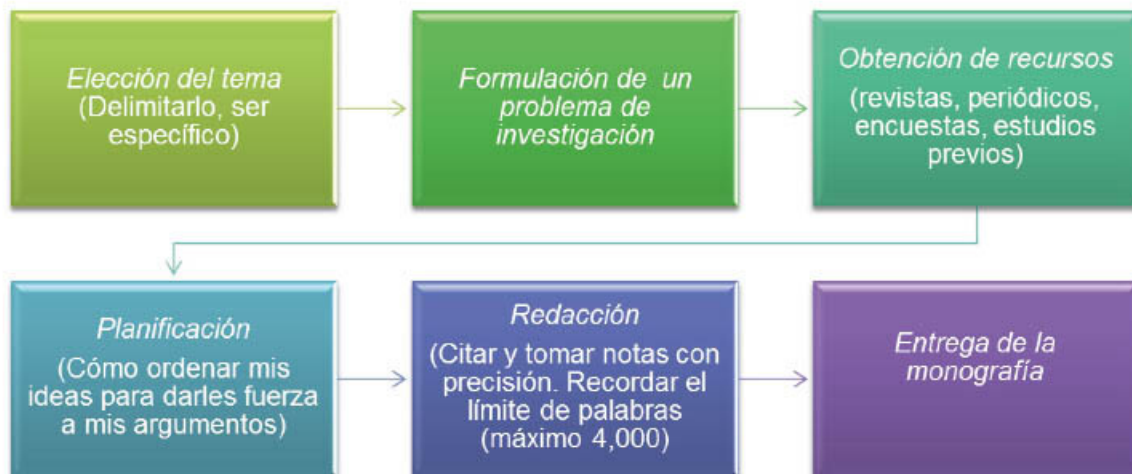 Elección del tema
(Delimitarlo, ser
específico)
Formulación de un
problema de
investigación
Obtención de recursos
(revistas, periódicos,
encuestas, estudios
previos)
Planificación
(Cómo ordenar mis
ideas para darles fuerza
a mis argumentos)
Redacción
(Citar y tomar notas con
precisión. Recordar el
límite de palabras
(máximo 4,000)
Entrega de la
monografía